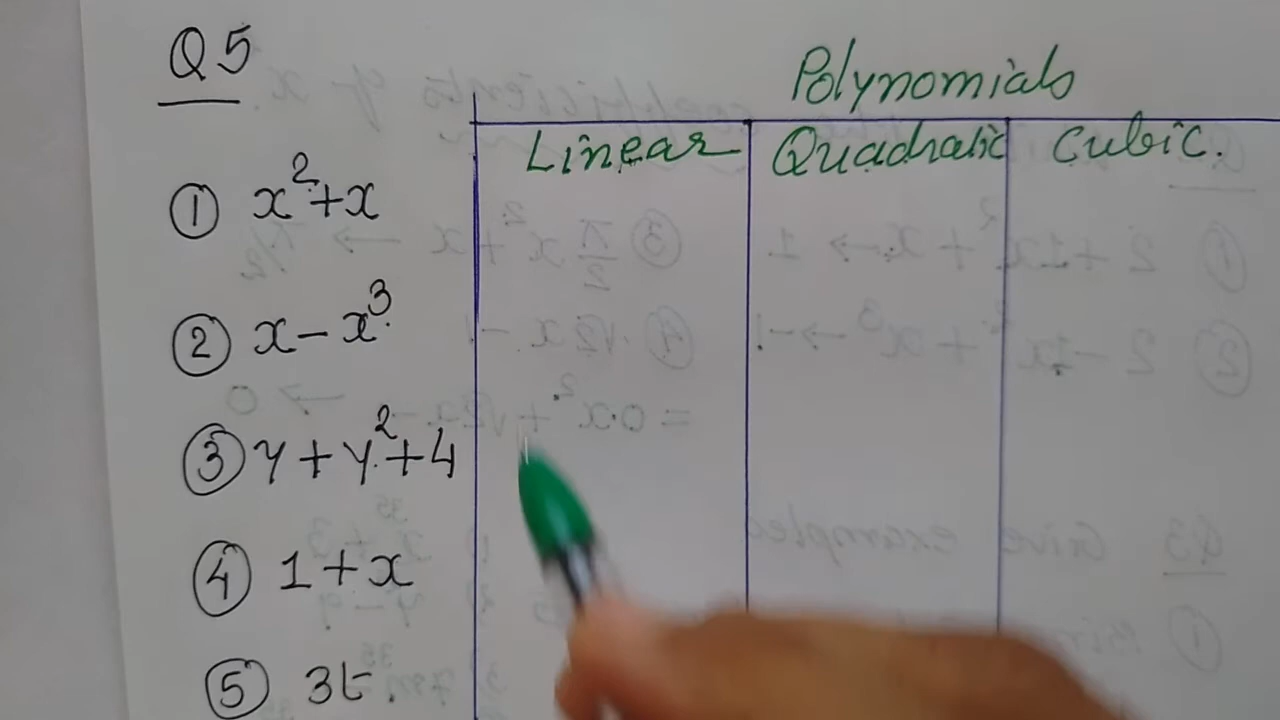 Q5
Polynomials
Linear Quadratic Cubic.
① x²+x
② x-x³
③ y+y²+4
④ 1+x
⑤ 3t.